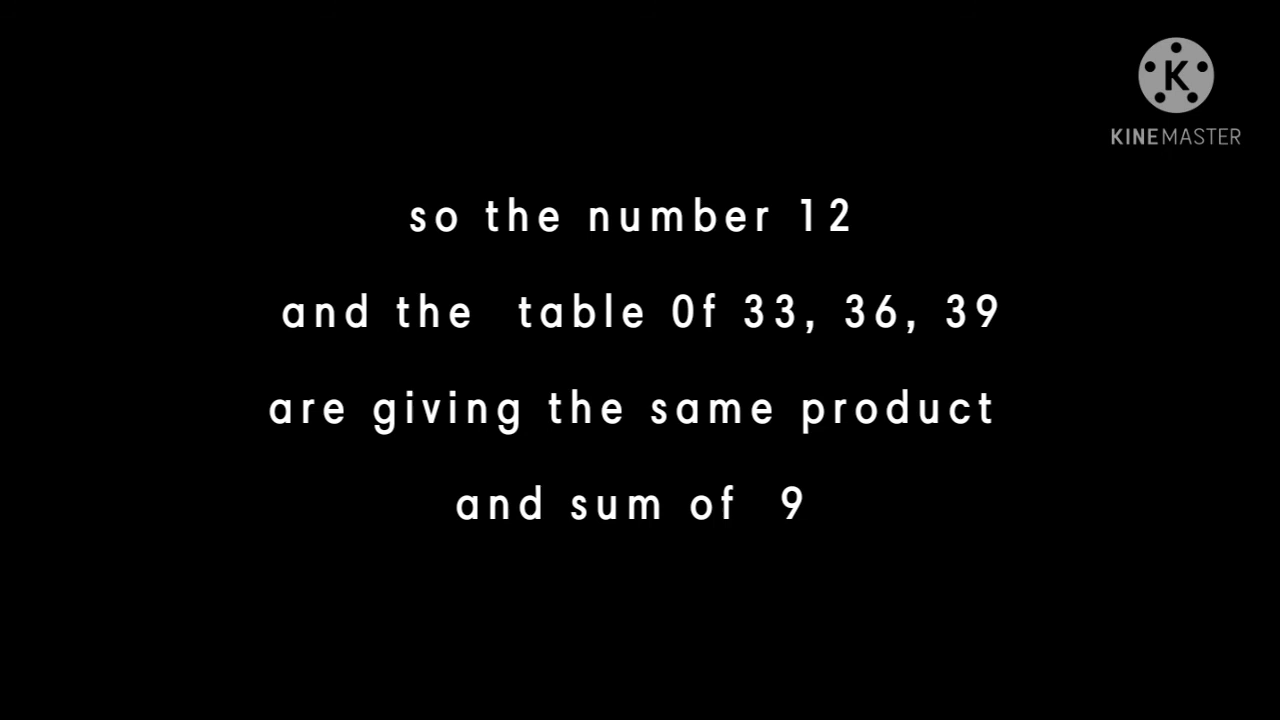 KINEMASTER
so the number 12
and the table 0f 33, 36, 39
are giving the same product
and sum of 9